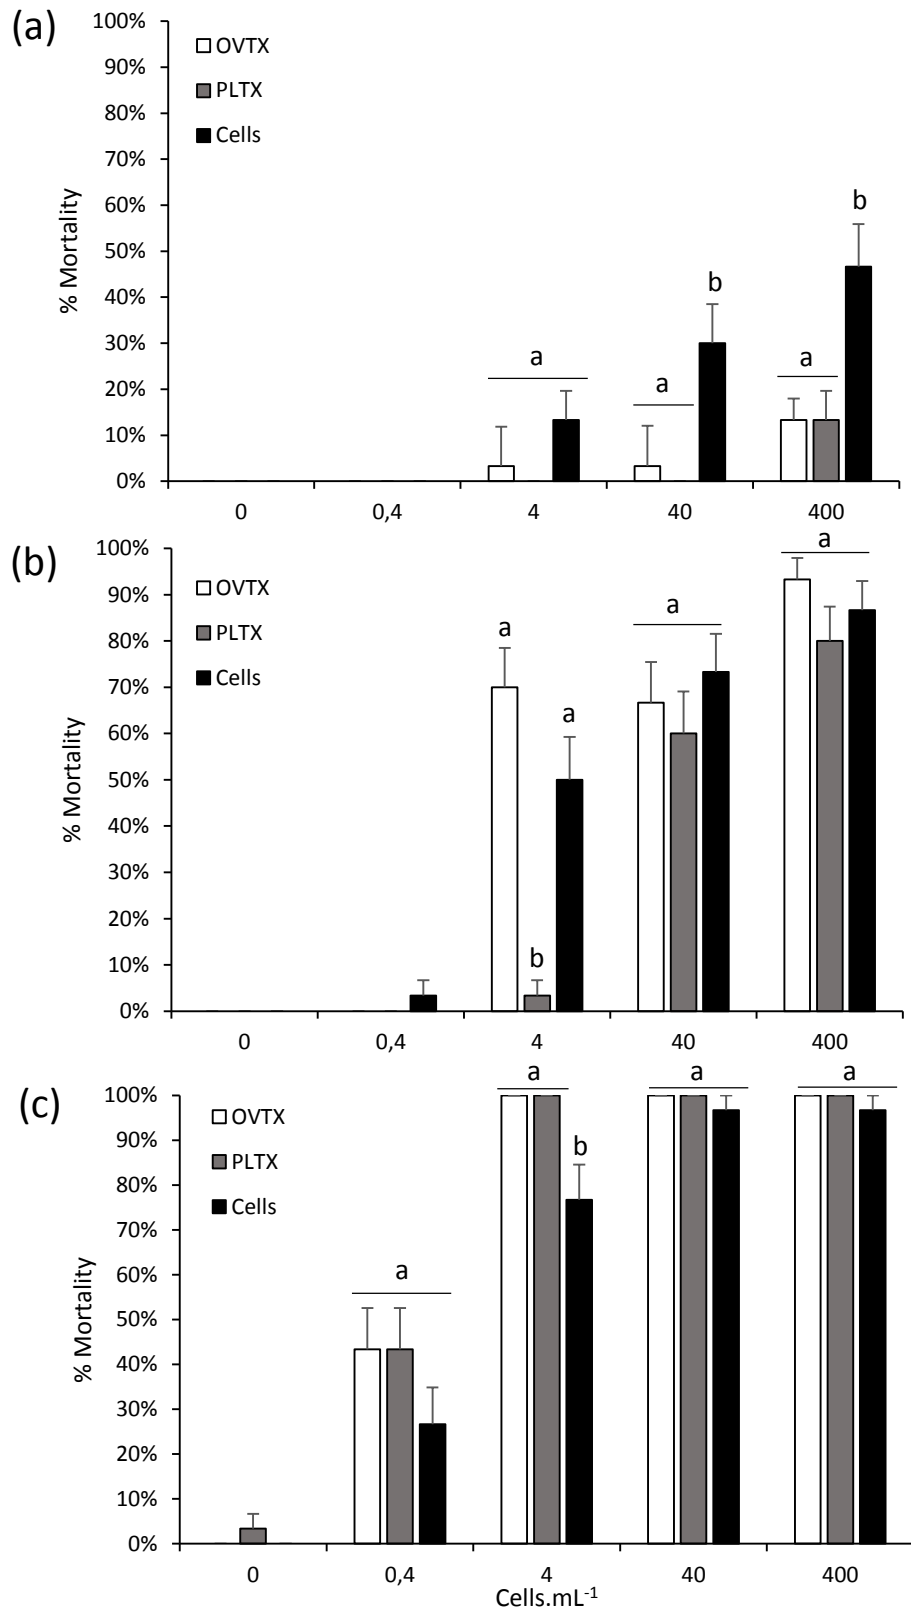 (a)
100%
90%
80%
70%
60%
50%
40%
30%
20%
10%
0%
% Mortality
OVTX
PLTX
Cells
a
a
b
a
b
0 0,4 4 40 400
(b)
100%
90%
80%
70%
60%
50%
40%
30%
20%
10%
0%
% Mortality
OVTX
PLTX
Cells
a
b
a
a
a
0 0,4 4 40 400
(c)
100%
90%
80%
70%
60%
50%
40%
30%
20%
10%
0%
% Mortality
OVTX
PLTX
Cells
a
a
b
a
a
0 0,4 4 40 400
Cells.mL⁻¹